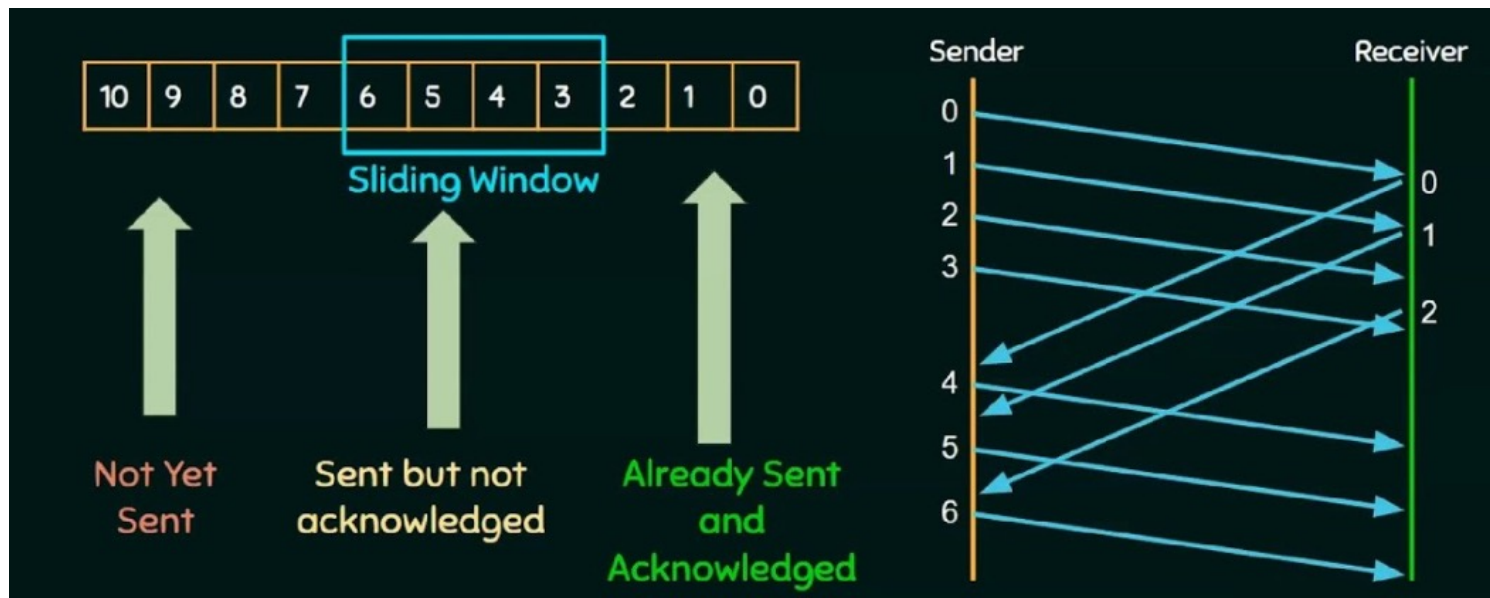 10 9 8 7 6 5 4 3 2 1 0
Sliding Window
Not Yet
Sent
Sent but not
acknowledged
Already Sent
and
Acknowledged
Sender
Receiver
0
1
2
3
4
5
6
0
1
2